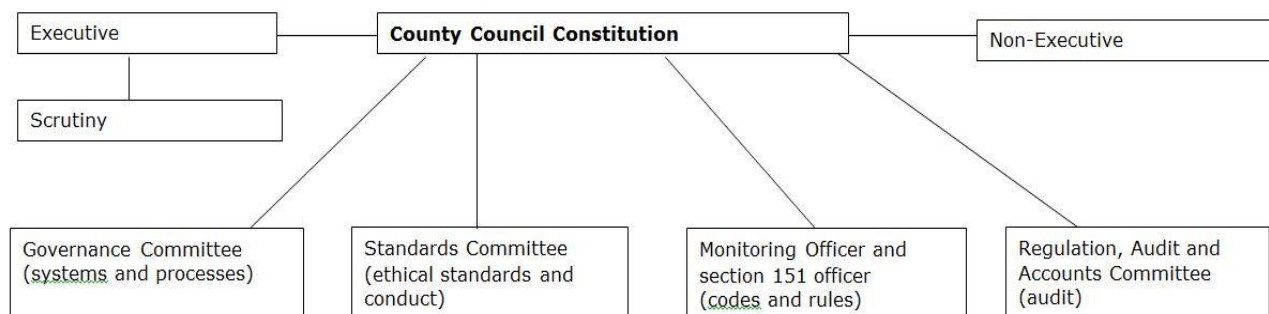 Executive
County Council Constitution
Non-Executive
Scrutiny
Governance Committee
(systems and processes)
Standards Committee
(ethical standards and
conduct)
Monitoring Officer and
section 151 officer
(codes and rules)
Regulation, Audit and
Accounts Committee
(audit)